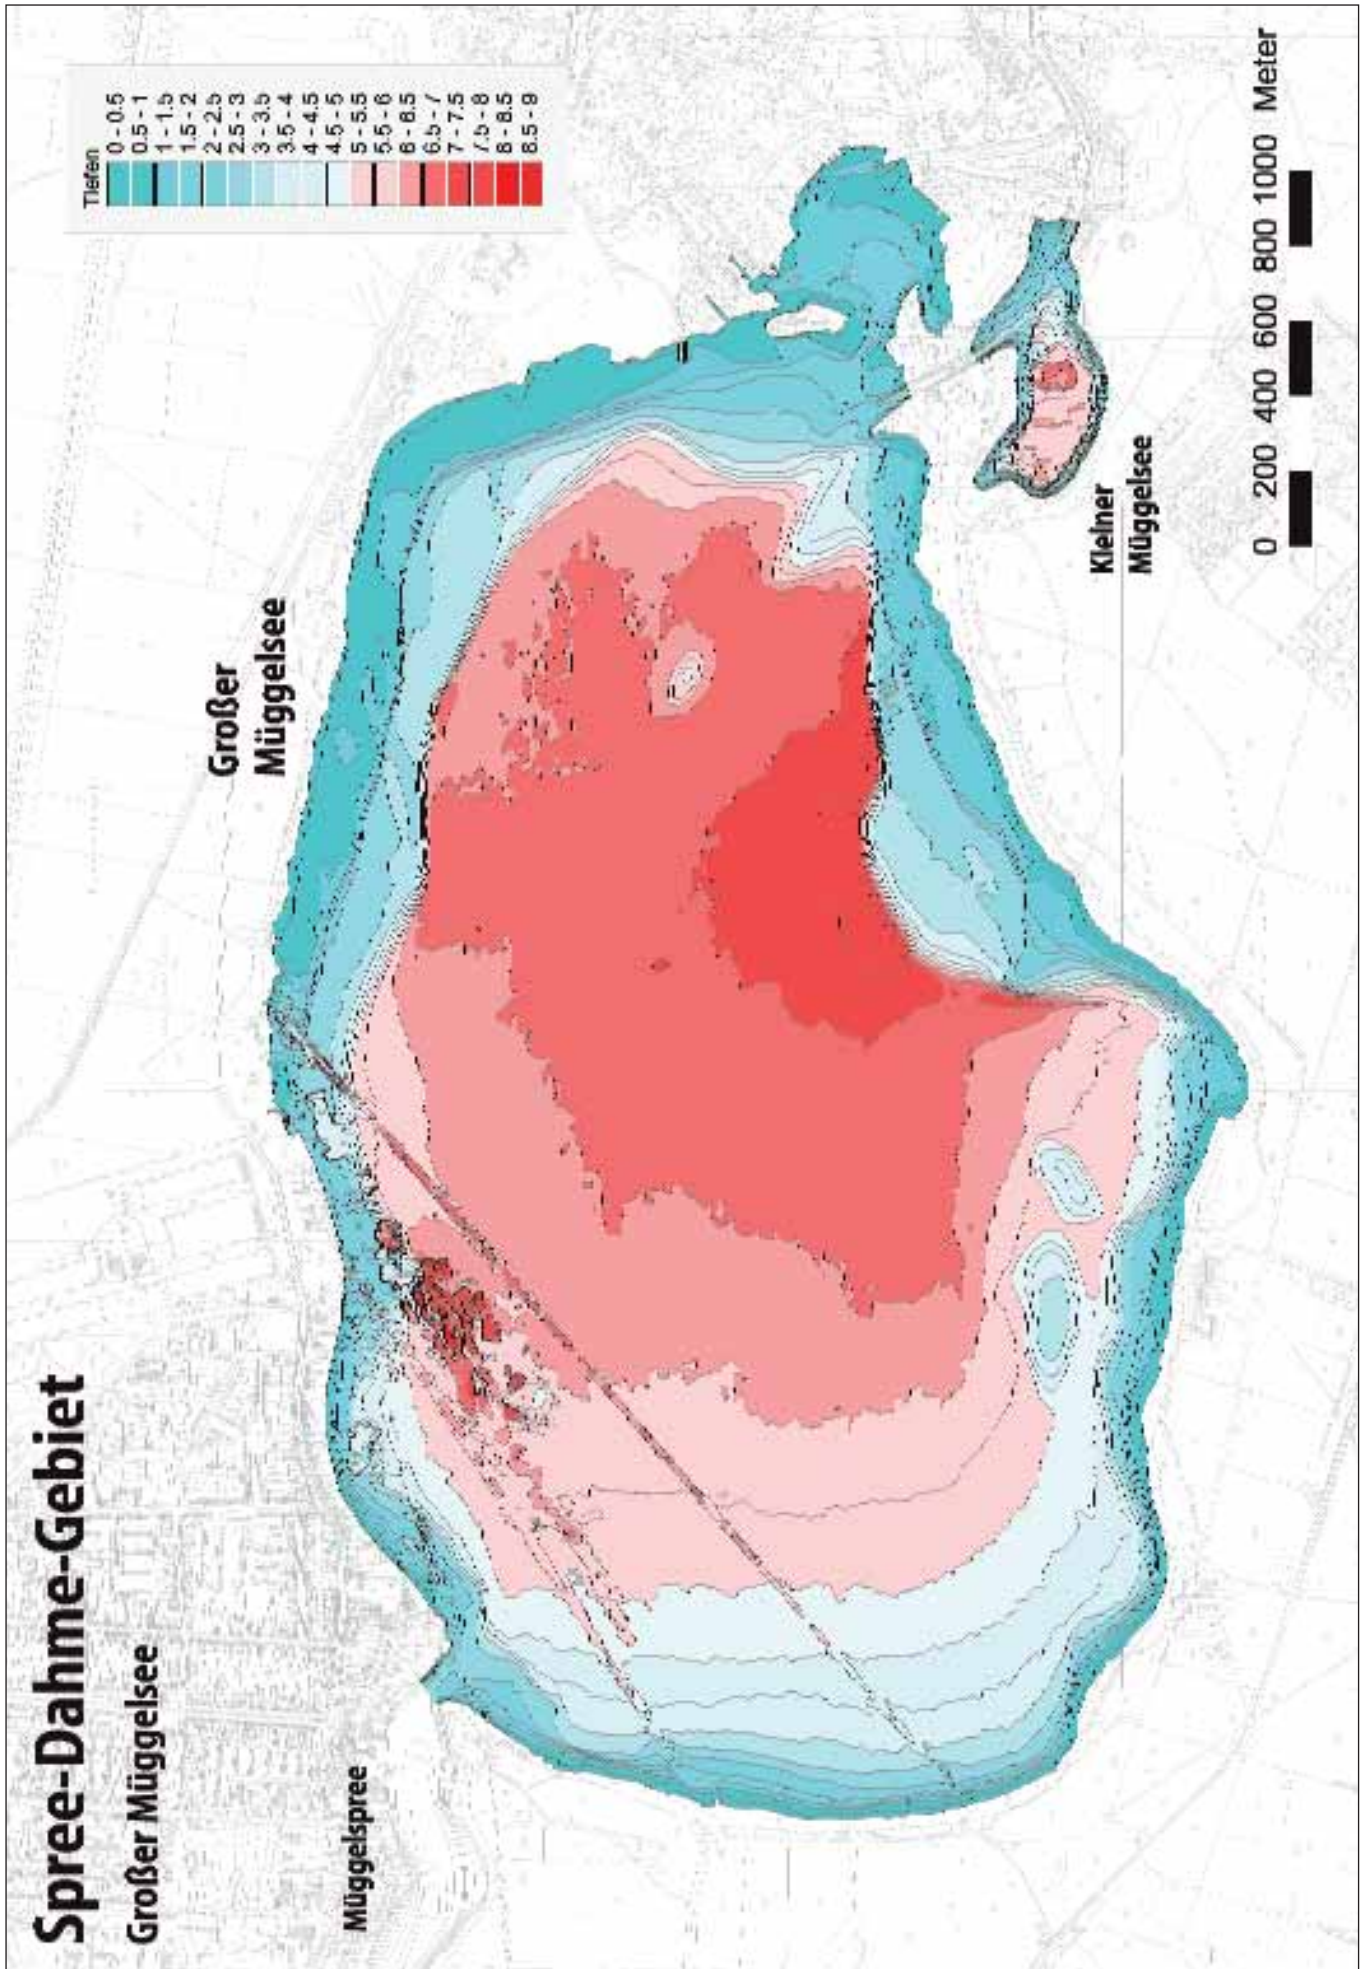 Spree-Dahme-Gebiet
Großer Müggelsee
Müggelspree
Großer
Müggelsee
Tiefen
0 - 0.5
0.5 - 1
1 - 1.5
1.5 - 2
2 - 2.5
2.5 - 3
3 - 3.5
3.5 - 4
4 - 4.5
4.5 - 5
5 - 5.5
5.5 - 6
6 - 6.5
6.5 - 7
7 - 7.5
7.5 - 8
8 - 8.5
8.5 - 9
Kleiner
Müggelsee
0 200 400 600 800 1000 Meter